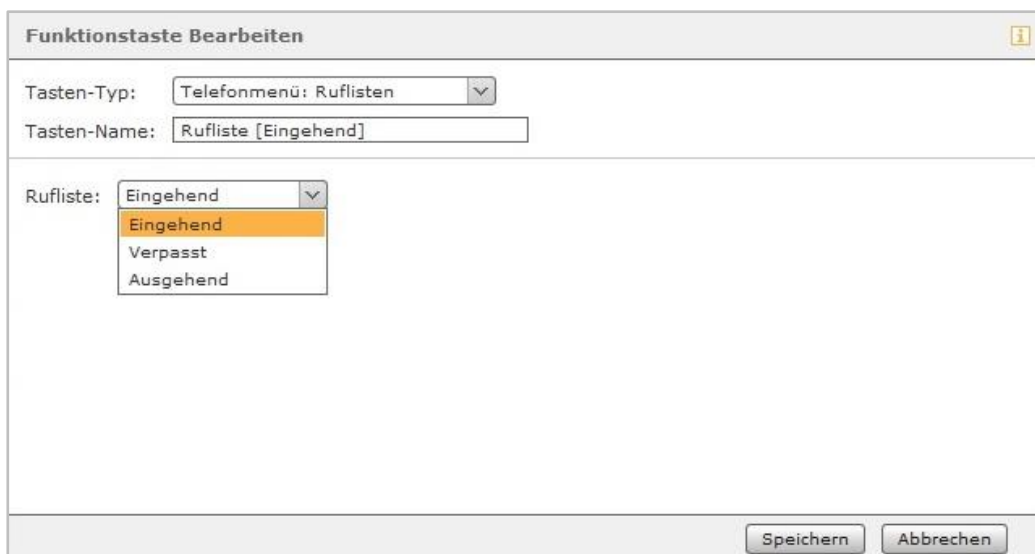 Funktionstaste Bearbeiten
Tasten-Typ: Telefonmenü: Ruflisten
Tasten-Name: Rufliste [Eingehend]
Rufliste: Eingehend
Eingehend
Verpasst
Ausgehend
Speichern Abbrechen